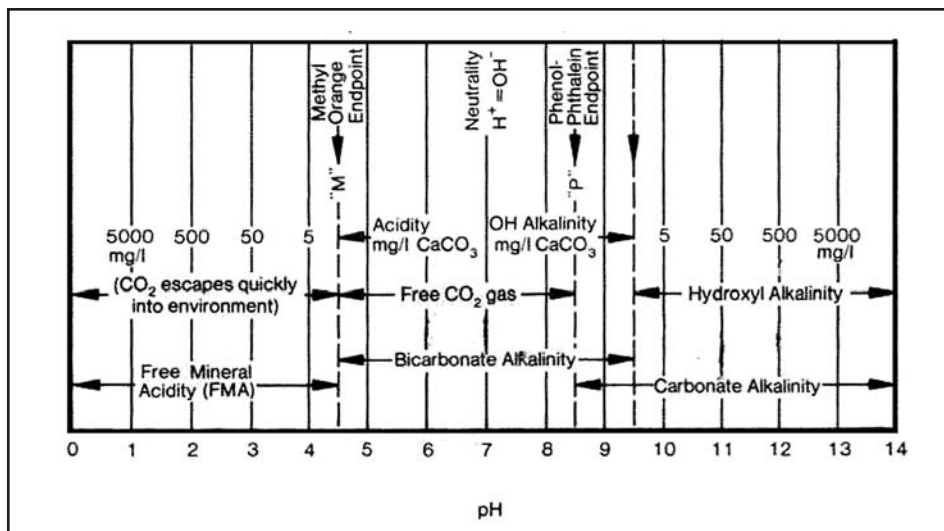 Methyl
Orange
Endpoint
"M"
Neutrality
H⁺=OH⁻
Phenol-
Phthalein
Endpoint
"P"
Acidity
mg/l CaCO₃
OH Alkalinity
mg/l CaCO₃
5000
mg/l
500
50
5
5
50
500
5000
mg/l
(CO₂ escapes quickly
into environment)
Free CO₂ gas
Hydroxyl Alkalinity
Bicarbonate Alkalinity
Free Mineral
Acidity (FMA)
Carbonate Alkalinity
0 1 2 3 4 5 6 7 8 9 10 11 12 13 14
pH